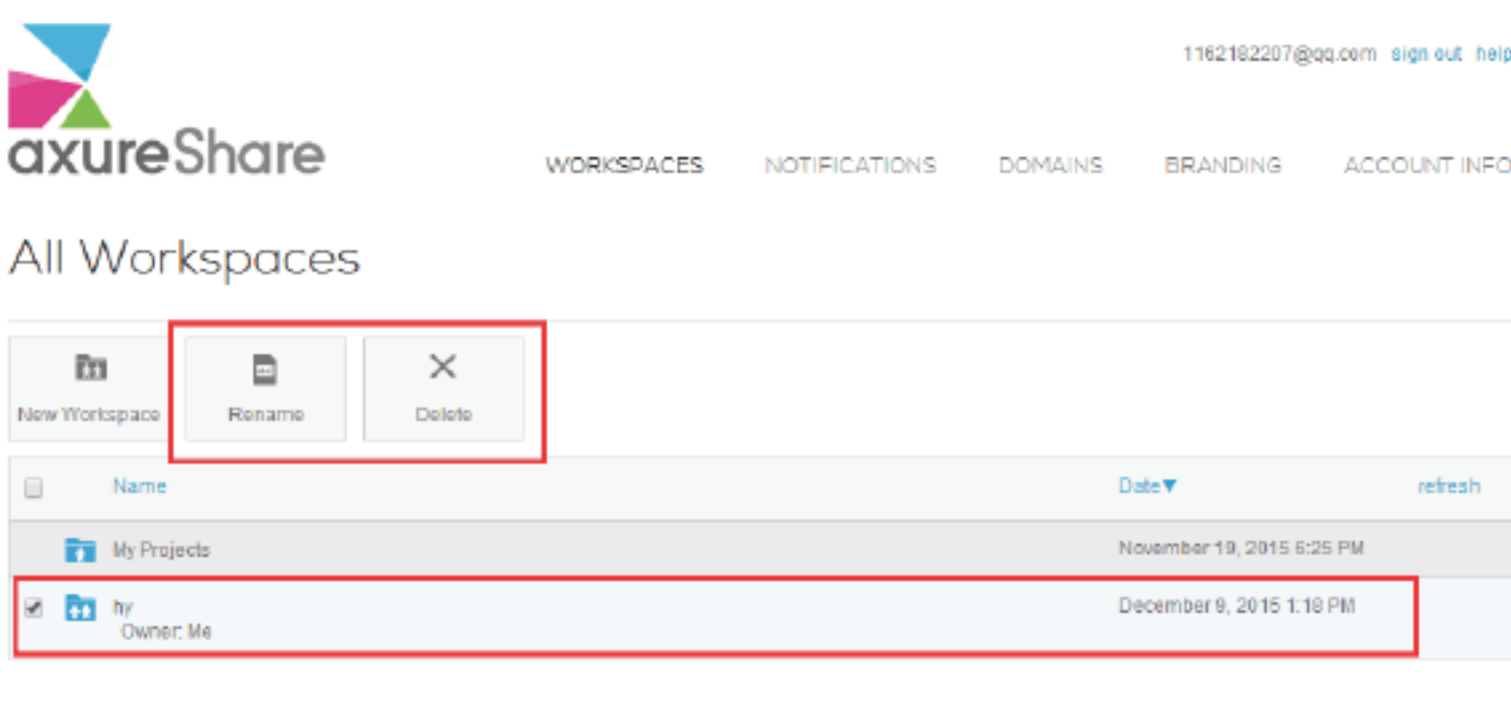 1162182207@qq.com sign out help
axureShare
WORKSPACES NOTIFICATIONS DOMAINS BRANDING ACCOUNT INFO
All Workspaces
New Workspace Rename Delete
Name Date▼ refresh
My Projects November 19, 2015 6:25 PM
hy December 9, 2015 1:18 PM
Owner: Me